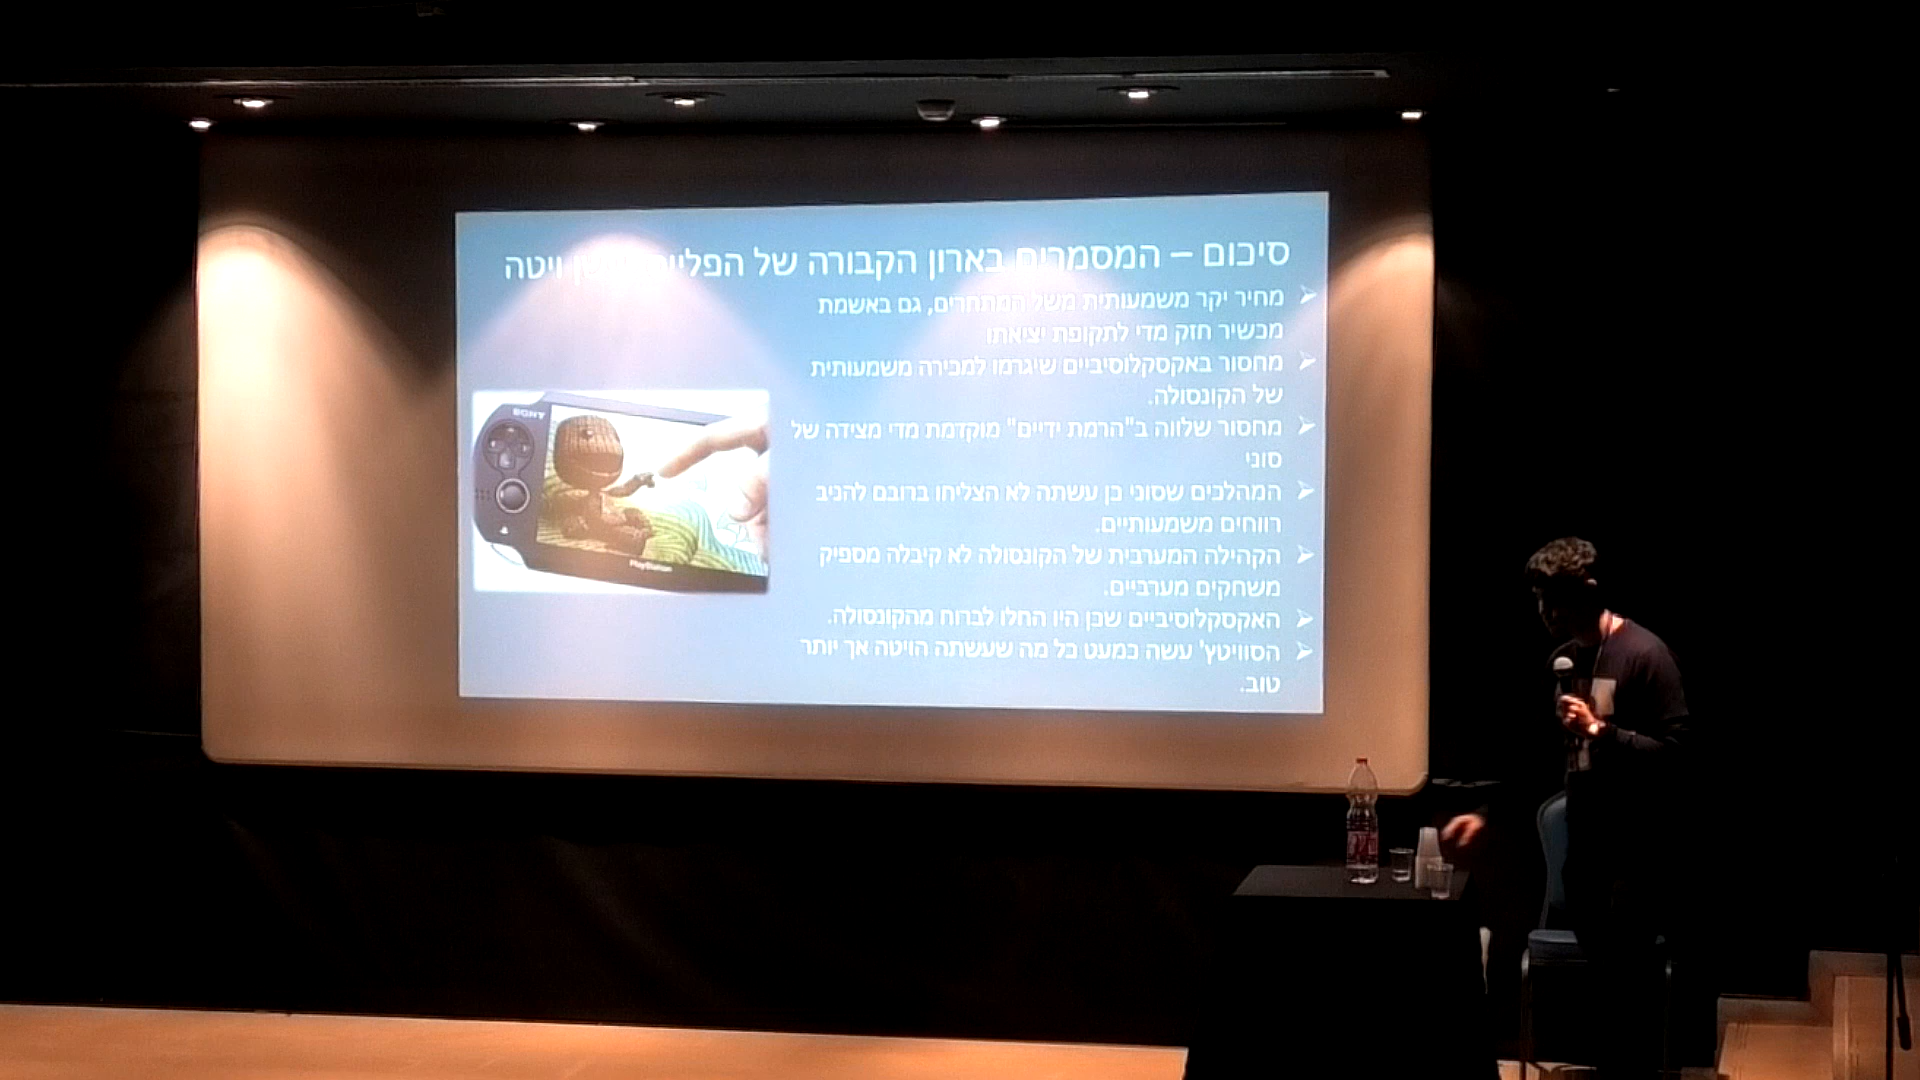 סיכום – המסמרים בארון הקבורה של הפלייסטיישן ויטה
מחיר יקר משמעותית משל המתחרים, גם באשמת
מכשיר חזק מדי לתקופת יציאתו
מחסור באקסקלוסיביים שיגרמו למכירה משמעותית
של הקונסולה.
מחסור שלווה ב"הרמת ידיים" מוקדמת מדי מצידה של
סוני
המהלכים שסוני כן עשתה לא הצליחו ברובם להניב
רווחים משמעותיים.
הקהילה המערבית של הקונסולה לא קיבלה מספיק
משחקים מערביים.
האקסקלוסיביים שכן היו החלו לברוח מהקונסולה.
הסוויטץ' עשה כמעט כל מה שעשתה הויטה אך יותר
טוב.
SONY
PlayStation